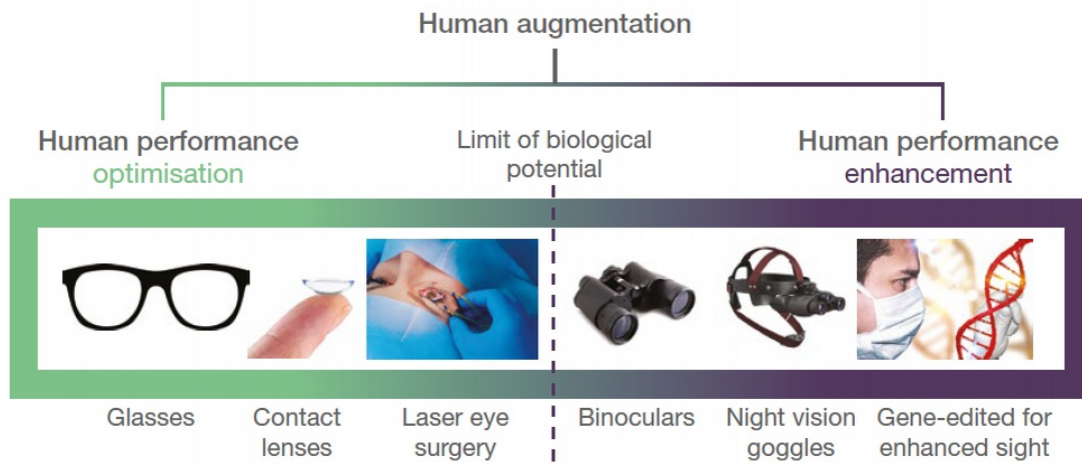 Human augmentation
Human performance
optimisation
Limit of biological
potential
Human performance
enhancement
Glasses
Contact
lenses
Laser eye
surgery
Binoculars
Night vision
goggles
Gene-edited for
enhanced sight